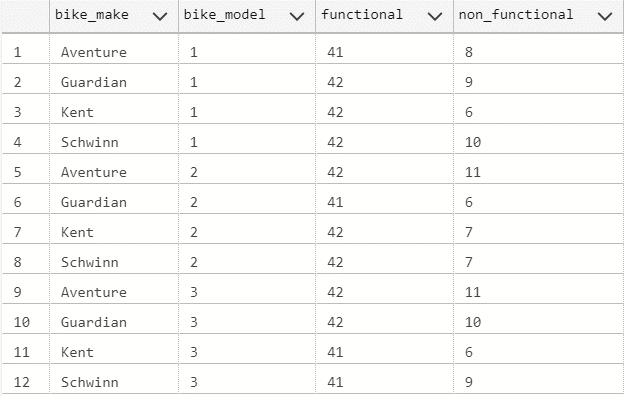 bike_make bike_model functional non_functional
1 Aventure 1 41 8
2 Guardian 1 42 9
3 Kent 1 42 6
4 Schwinn 1 42 10
5 Aventure 2 42 11
6 Guardian 2 41 6
7 Kent 2 42 7
8 Schwinn 2 42 7
9 Aventure 3 42 11
10 Guardian 3 42 10
11 Kent 3 41 6
12 Schwinn 3 41 9